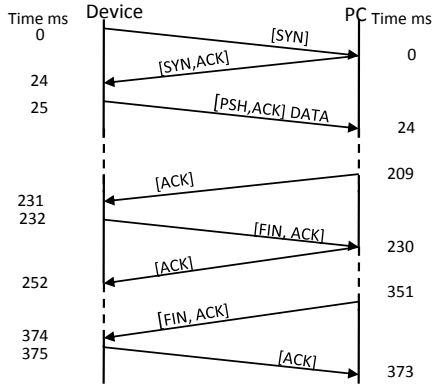 Time ms Device PC Time ms
0 [SYN] 0
[SYN,ACK]
24
25 [PSH,ACK] DATA 24
209
[ACK]
231
232 [FIN, ACK] 230
[ACK]
252 351
[FIN, ACK]
374
375 [ACK] 373